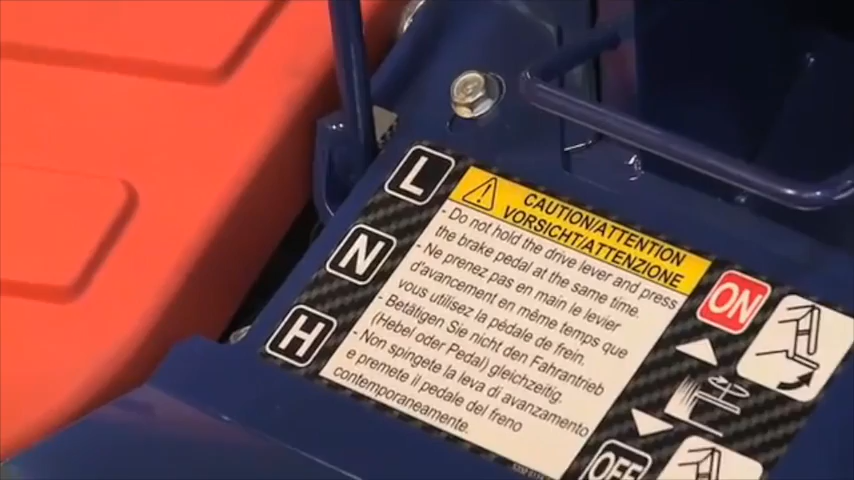 L
N
H
CAUTION/ATTENTION
VORSICHT/ATTENZIONE
- Do not hold the drive lever and press
the brake pedal at the same time.
- Ne prenez pas en main le levier
d'avancement en même temps que
vous utilisez la pédale de frein.
- Betätigen Sie nicht den Fahrantrieb
(Hebel oder Pedal) gleichzeitig.
- Non spingete la leva di avanzamento
e premete il pedale del freno
contemporaneamente.
ON
OFF